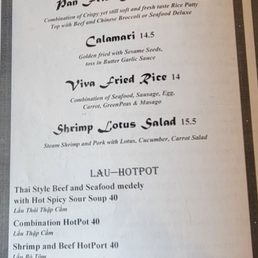 Pan
Combination of Crispy yet still soft and fresh taste Rice Patty
Top with Beef and Chinese Broccoli or Seafood Deluxe
Calamari 14.5
Golden fried with Sesame Seeds,
toss in Butter Garlic Sauce
Viva Fried Rice 14
Combination of Seafood, Sausage, Egg,
Carrot, GreenPeas & Masago
Shrimp Lotus Salad 15.5
Steam Shrimp and Pork with Lotus, Cucumber, Carrot Salad
LAU—HOTPOT
Thai Style Beef and Seafood medely
with Hot Spicy Sour Soup 40
Lẩu Thái Thập Cẩm
Combination HotPot 40
Lẩu Thập Cẩm
Shrimp and Beef HotPort 40
Lẩu Bò Tôm